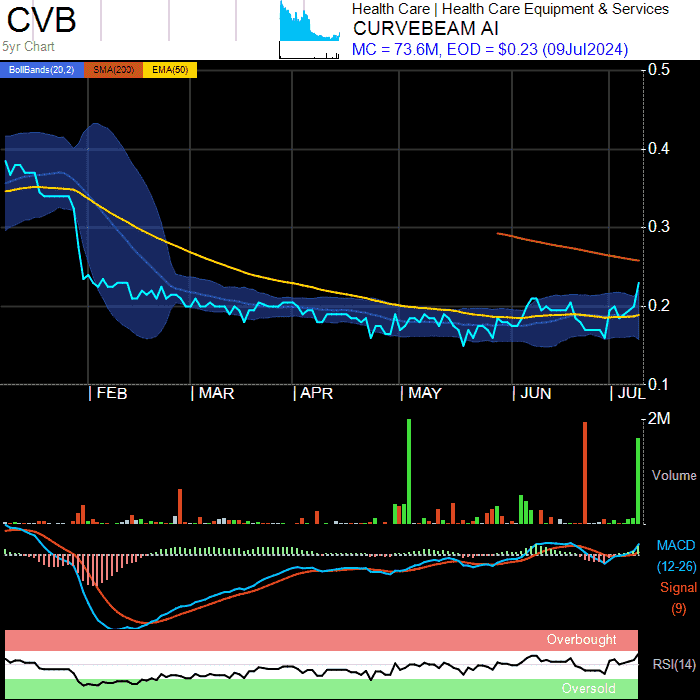 CVB
5yr Chart
Health Care | Health Care Equipment & Services
CURVEBEAM AI
MC = 73.6M, EOD = $0.23 (09Jul2024)
BollBands(20,2) SMA(200) EMA(50)
0.5
0.4
0.3
0.2
0.1
FEB MAR APR MAY JUN JUL
2M
Volume
MACD
(12-26)
Signal
(9)
Overbought
RSI(14)
Oversold